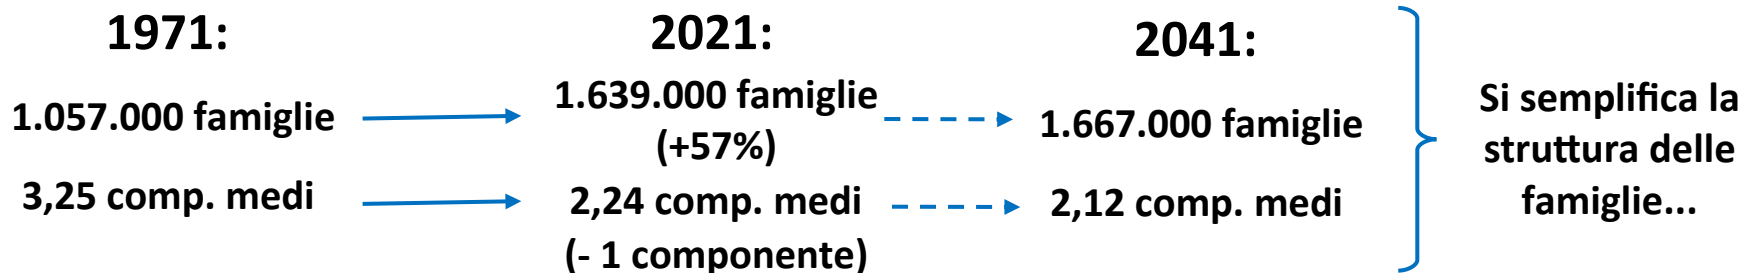 1971:
1.057.000 famiglie
3,25 comp. medi
2021:
1.639.000 famiglie
(+57%)
2,24 comp. medi
(- 1 componente)
2041:
1.667.000 famiglie
2,12 comp. medi
Si semplifica la
struttura delle
famiglie...